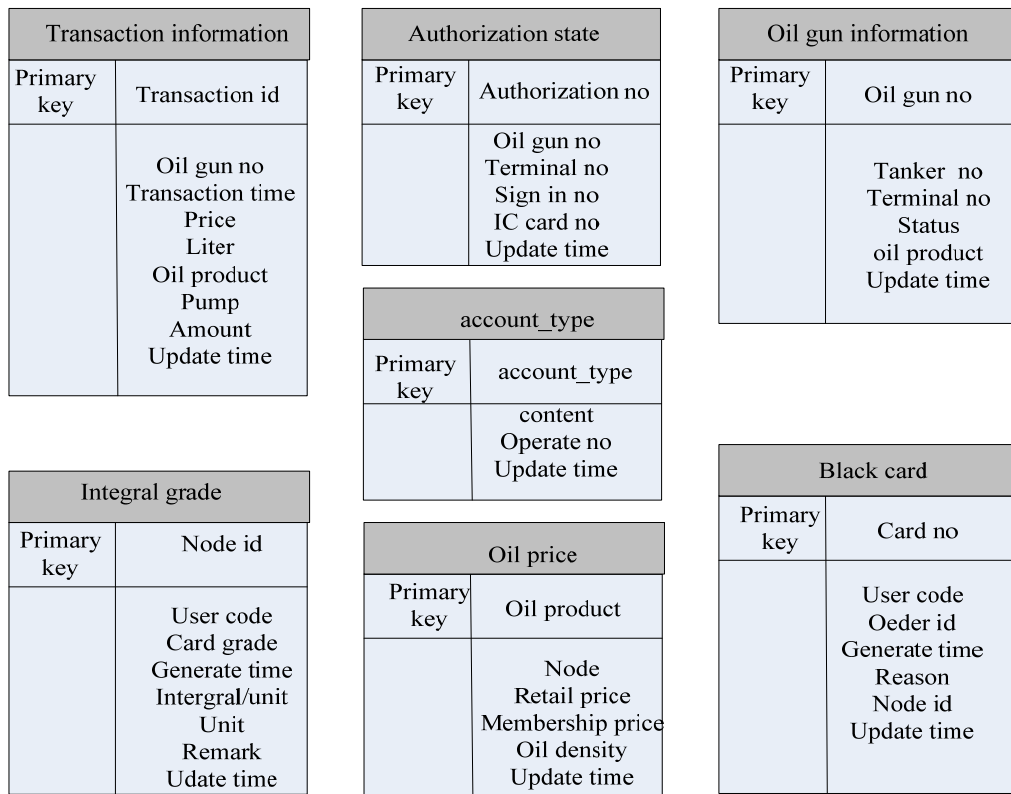 Transaction information
Primary
key
Transaction id
Oil gun no
Transaction time
Price
Liter
Oil product
Pump
Amount
Update time
Authorization state
Primary
key
Authorization no
Oil gun no
Terminal no
Sign in no
IC card no
Update time
Oil gun information
Primary
key
Oil gun no
Tanker no
Terminal no
Status
oil product
Update time
account_type
Primary
key
account_type
content
Operate no
Update time
Integral grade
Primary
key
Node id
User code
Card grade
Generate time
Intergral/unit
Unit
Remark
Udate time
Oil price
Primary
key
Oil product
Node
Retail price
Membership price
Oil density
Update time
Black card
Primary
key
Card no
User code
Oeder id
Generate time
Reason
Node id
Update time